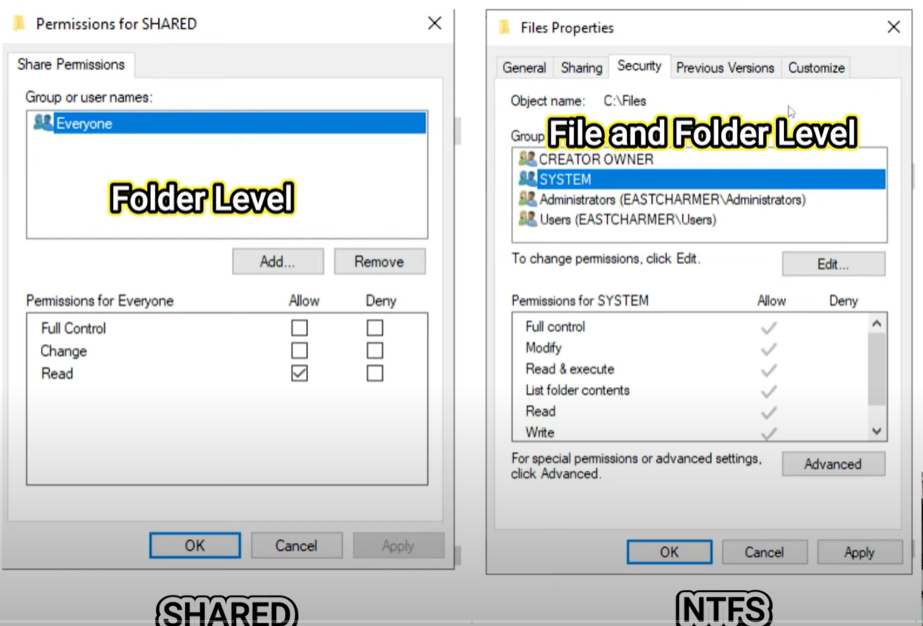 Permissions for SHARED
Share Permissions
Group or user names:
Everyone
Folder Level
Add...
Remove
Permissions for Everyone Allow Deny
Full Control
Change
Read
OK Cancel Apply
SHARED
Files Properties
General Sharing Security Previous Versions Customize
Object name: C:\Files
Group
File and Folder Level
CREATOR OWNER
SYSTEM
Administrators (EASTCHARMER\Administrators)
Users (EASTCHARMER\Users)
To change permissions, click Edit.
Edit...
Permissions for SYSTEM Allow Deny
Full control
Modify
Read & execute
List folder contents
Read
Write
For special permissions or advanced settings,
click Advanced.
Advanced
OK Cancel Apply
NTFS